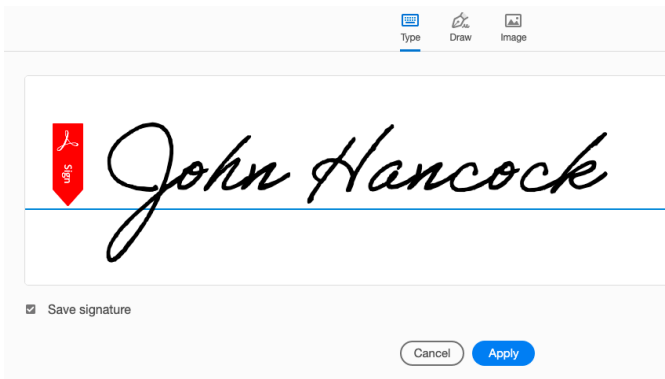 Type Draw Image
Sign
John Hancock
Save signature
Cancel Apply